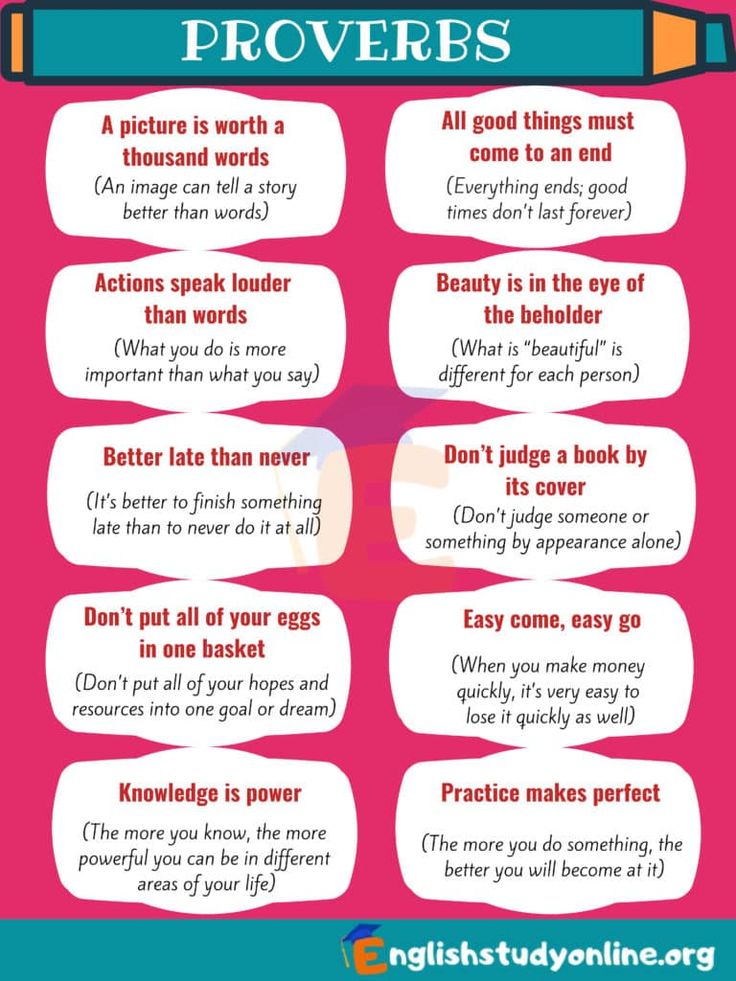 PROVERBS
A picture is worth a
thousand words
(An image can tell a story
better than words)
All good things must
come to an end
(Everything ends; good
times don't last forever)
Actions speak louder
than words
(What you do is more
important than what you say)
Beauty is in the eye of
the beholder
(What is “beautiful” is
different for each person)
Better late than never
(It's better to finish something
late than to never do it at all)
Don't judge a book by
its cover
(Don't judge someone or
something by appearance alone)
Don't put all of your eggs
in one basket
(Don't put all of your hopes and
resources into one goal or dream)
Easy come, easy go
(When you make money
quickly, it's very easy to
lose it quickly as well)
Knowledge is power
(The more you know, the more
powerful you can be in different
areas of your life)
Practice makes perfect
(The more you do something, the
better you will become at it)
E
Englishstudyonline.org